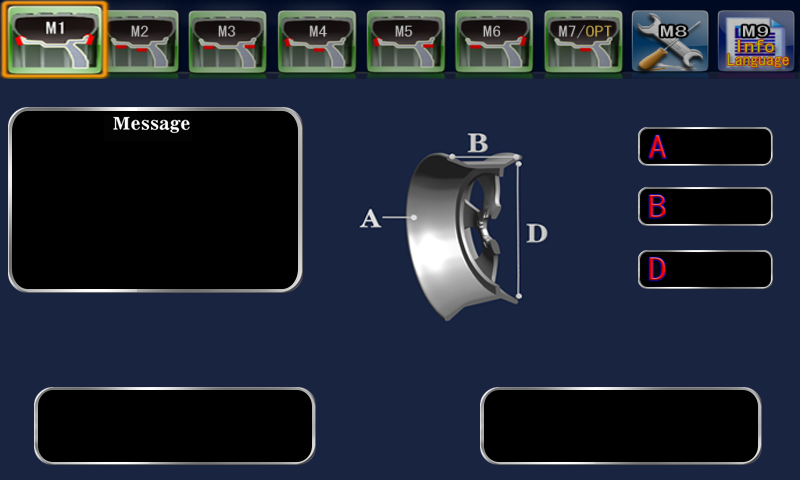 M1
M2
M3
M4
M5
M6
M7/OPT
M8
M9
Info
Language
Message
B
A
D
A
B
D